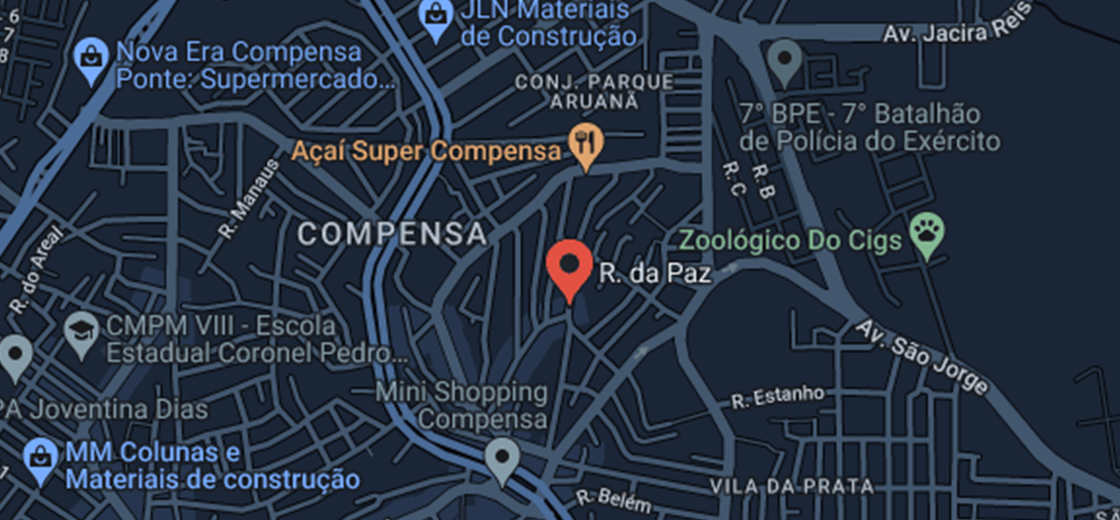 6
7
8
JLN Materiais
de Construção
Av. Jacira Reis
Nova Era Compensa
Ponte: Supermercado...
CONJ. PARQUE
ARUANÃ
7° BPE - 7° Batalhão
de Polícia do Exército
Açaí Super Compensa
R. Manaus
R. C
R. B
COMPENSA
Zoológico Do Cigs
R. da Paz
R. do Areal
CMPM VIII - Escola
Estadual Coronel Pedro...
Av. São Jorge
Mini Shopping
Compensa
R. Estanho
PA Joventina Dias
MM Colunas e
Materiais de construção
R. Belém
VILA DA PRATA